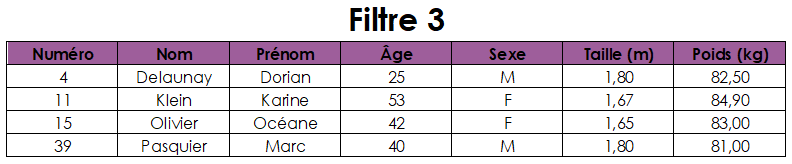 Filtre 3
Numéro Nom Prénom Âge Sexe Taille (m) Poids (kg)
4 Delaunay Dorian 25 M 1,80 82,50
11 Klein Karine 53 F 1,67 84,90
15 Olivier Océane 42 F 1,65 83,00
39 Pasquier Marc 40 M 1,80 81,00